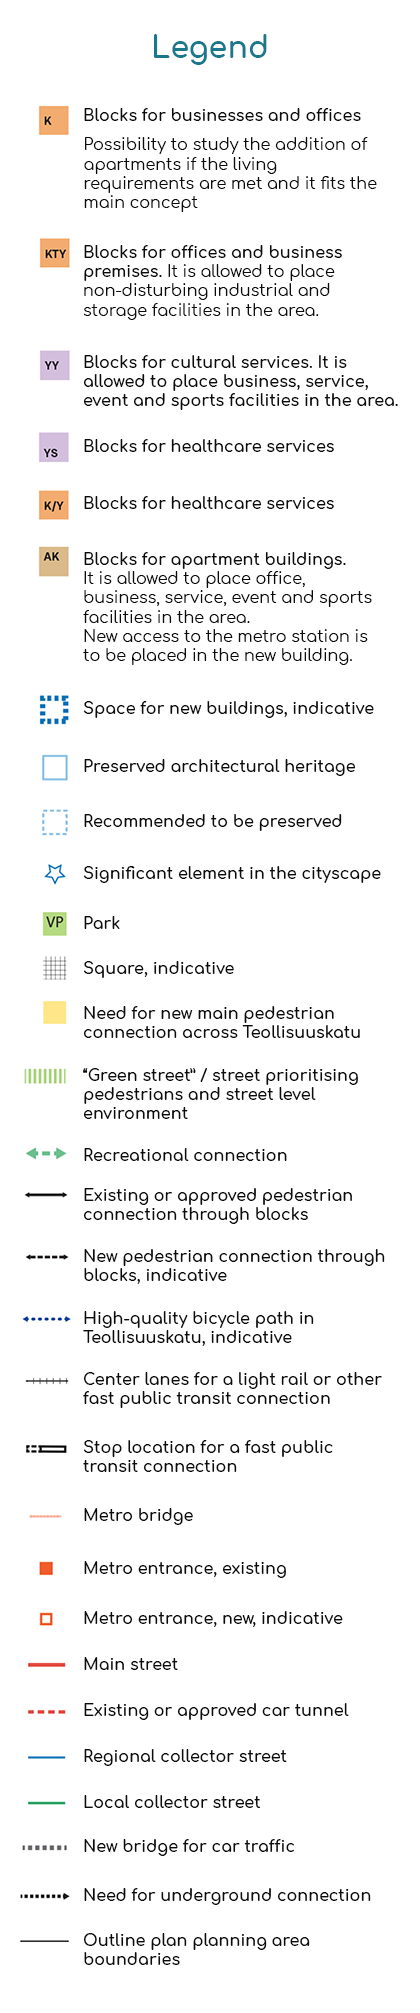 Legend
K
Blocks for businesses and offices
Possibility to study the addition of
apartments if the living
requirements are met and it fits the
main concept
KTY
Blocks for offices and business
premises. It is allowed to place
non-disturbing industrial and
storage facilities in the area.
YY
Blocks for cultural services. It is
allowed to place business, service,
event and sports facilities in the area.
YS
Blocks for healthcare services
K/Y
Blocks for healthcare services
AK
Blocks for apartment buildings.
It is allowed to place office,
business, service, event and sports
facilities in the area.
New access to the metro station is
to be placed in the new building.
Space for new buildings, indicative
Preserved architectural heritage
Recommended to be preserved
Significant element in the cityscape
VP
Park
Square, indicative
Need for new main pedestrian
connection across Teollisuuskatu
“Green street” / street prioritising
pedestrians and street level
environment
Recreational connection
Existing or approved pedestrian
connection through blocks
New pedestrian connection through
blocks, indicative
High-quality bicycle path in
Teollisuuskatu, indicative
Center lanes for a light rail or other
fast public transit connection
Stop location for a fast public
transit connection
Metro bridge
Metro entrance, existing
Metro entrance, new, indicative
Main street
Existing or approved car tunnel
Regional collector street
Local collector street
New bridge for car traffic
Need for underground connection
Outline plan planning area
boundaries